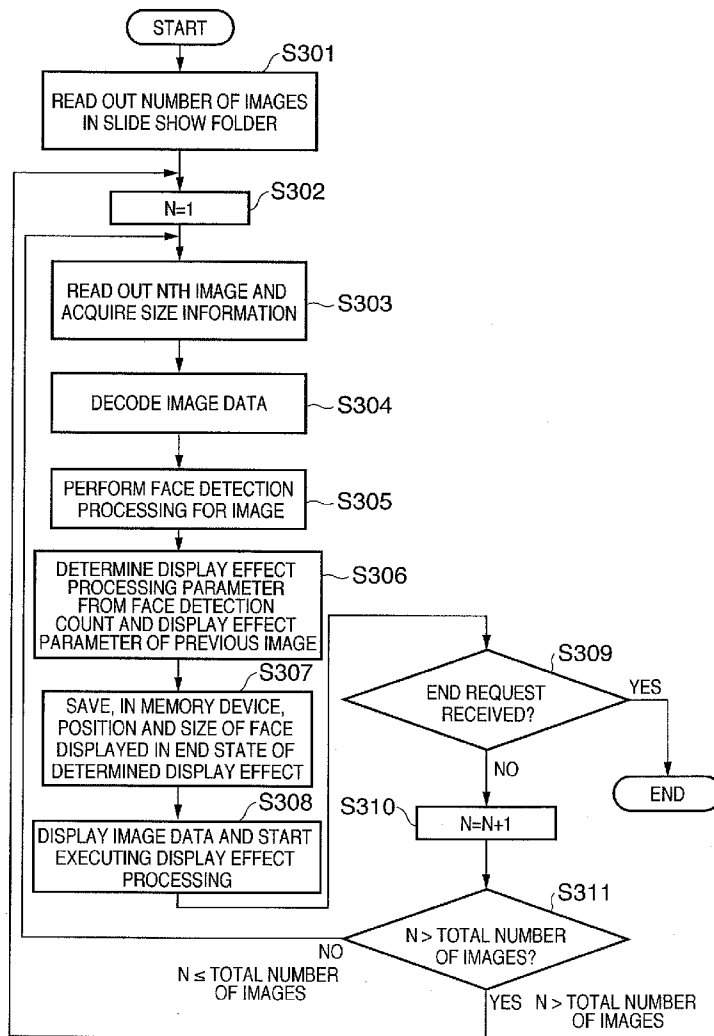 START
S301
READ OUT NUMBER OF IMAGES
IN SLIDE SHOW FOLDER
S302
N=1
READ OUT NTH IMAGE AND
ACQUIRE SIZE INFORMATION
S303
DECODE IMAGE DATA
S304
PERFORM FACE DETECTION
PROCESSING FOR IMAGE
S305
DETERMINE DISPLAY EFFECT
PROCESSING PARAMETER
FROM FACE DETECTION
COUNT AND DISPLAY EFFECT
PARAMETER OF PREVIOUS IMAGE
S306
S307
SAVE, IN MEMORY DEVICE,
POSITION AND SIZE OF FACE
DISPLAYED IN END STATE OF
DETERMINED DISPLAY EFFECT
S308
DISPLAY IMAGE DATA AND START
EXECUTING DISPLAY EFFECT
PROCESSING
S309
END REQUEST
RECEIVED?
YES
END
NO
S310
N=N+1
S311
N > TOTAL NUMBER
OF IMAGES?
NO
N ≤ TOTAL NUMBER
OF IMAGES
YES
N > TOTAL NUMBER
OF IMAGES